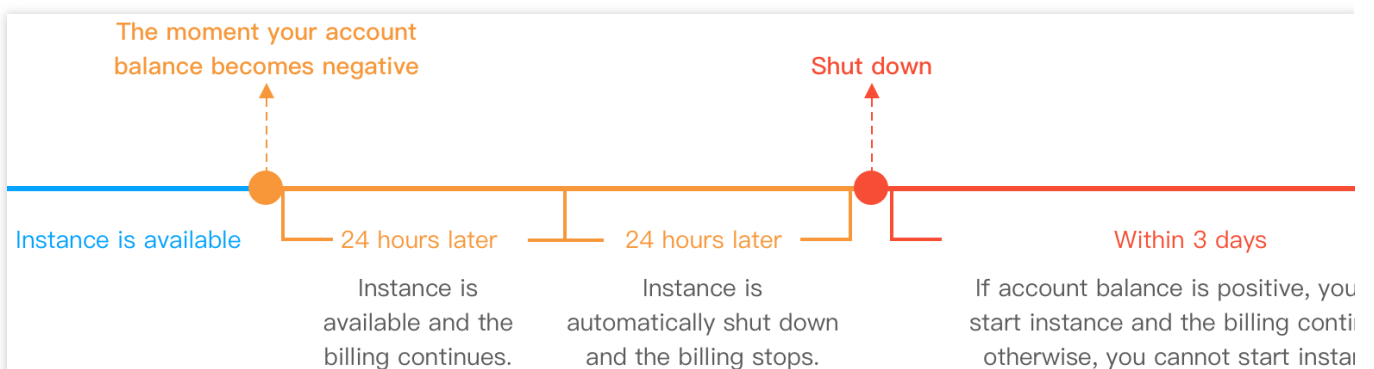 The moment your account
balance becomes negative
Shut down
Instance is available
24 hours later
24 hours later
Within 3 days
Instance is
available and the
billing continues.
Instance is
automatically shut down
and the billing stops.
If account balance is positive, you
start instance and the billing
otherwise, you cannot start